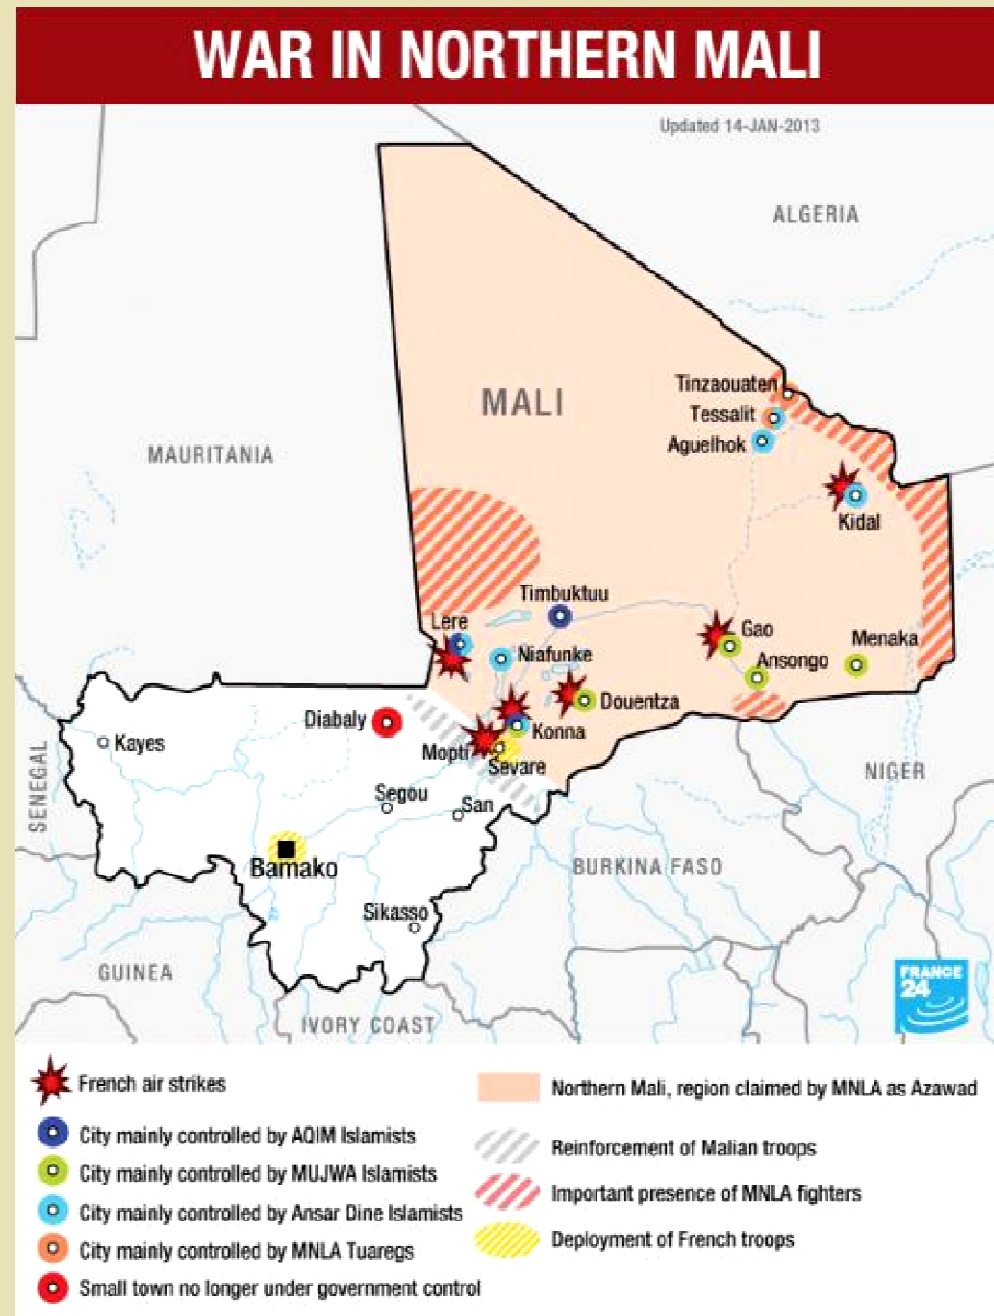 WAR IN NORTHERN MALI
Updated 14-JAN-2013
ALGERIA
Tinzaouaten
MALI
Tessalit
Aguelhok
MAURITANIA
Kidal
Timbuktuu
Lere
Gao
Menaka
Niafunke
Ansongo
Douentza
Diabaly
Konna
Kayes
Mopti
Sevare
SENEGAL
NIGER
Segou
San
Bamako
BURKINA FASO
Sikasso
GUINEA
FRANCE
24
IVORY COAST
French air strikes
City mainly controlled by AQIM Islamists
City mainly controlled by MUJWA Islamists
City mainly controlled by Ansar Dine Islamists
City mainly controlled by MNLA Tuaregs
Small town no longer under government control
Northern Mali, region claimed by MNLA as Azawad
Reinforcement of Malian troops
Important presence of MNLA fighters
Deployment of French troops